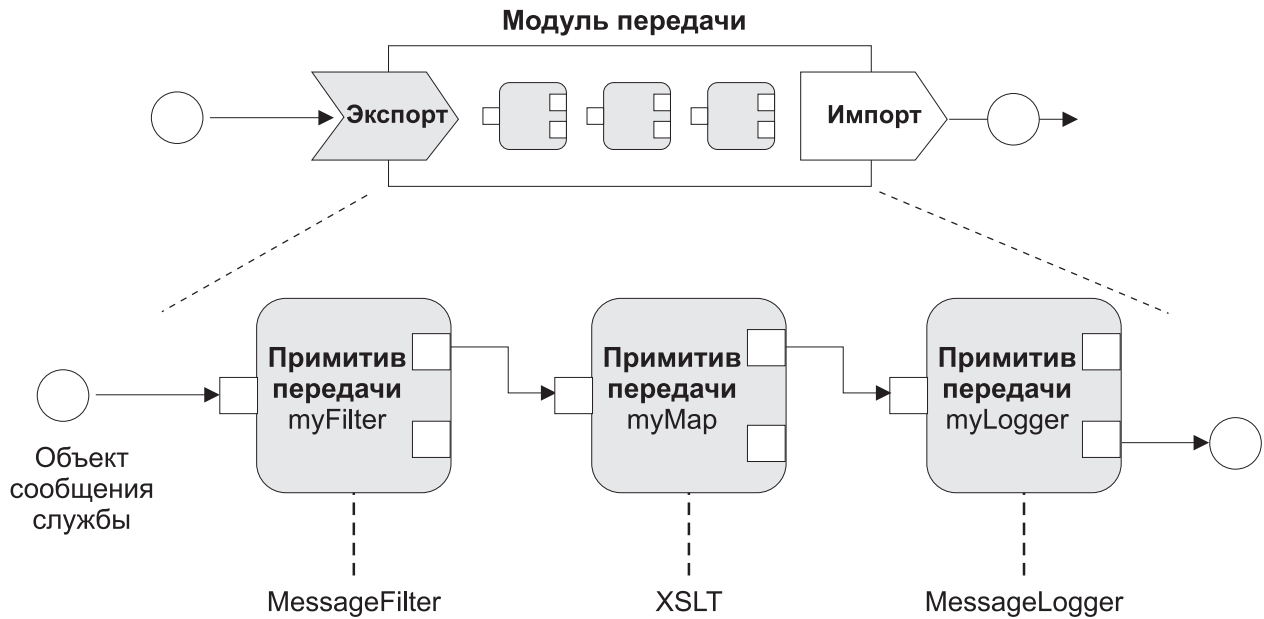 Модуль передачи
Экспорт
Импорт
Примитив
передачи
myFilter
Примитив
передачи
myMap
Примитив
передачи
myLogger
Объект
сообщения
службы
MessageFilter
XSLT
MessageLogger